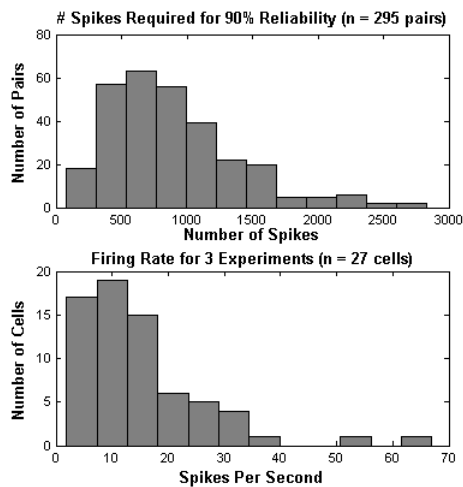 # Spikes Required for 90% Reliability (n = 295 pairs)
80
60
40
20
0
Number of Pairs
0 500 1000 1500 2000 2500 3000
Number of Spikes
Firing Rate for 3 Experiments (n = 27 cells)
20
15
10
5
0
Number of Cells
0 10 20 30 40 50 60 70
Spikes Per Second